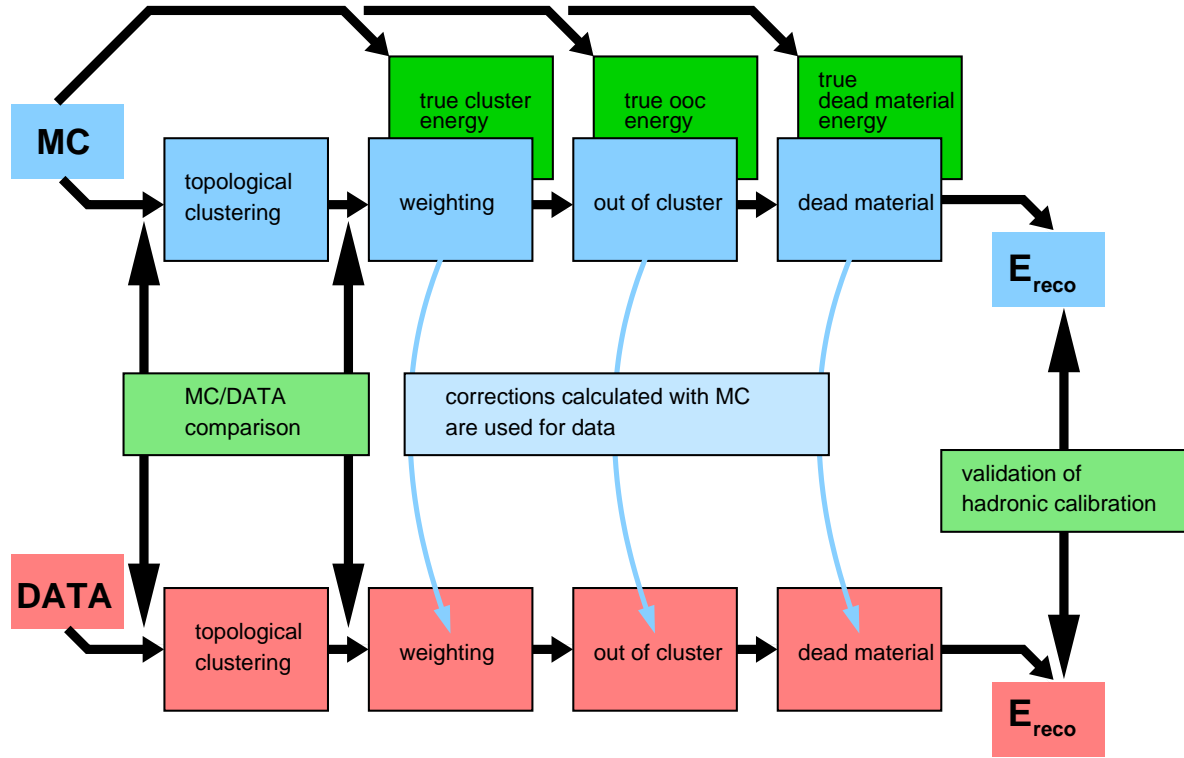 true cluster
energy
true ooc
energy
true
dead material
energy
MC
topological
clustering
weighting
out of cluster
dead material
E reco
MC/DATA
comparison
corrections calculated with MC
are used for data
validation of
hadronic calibration
DATA
topological
clustering
weighting
out of cluster
dead material
E reco